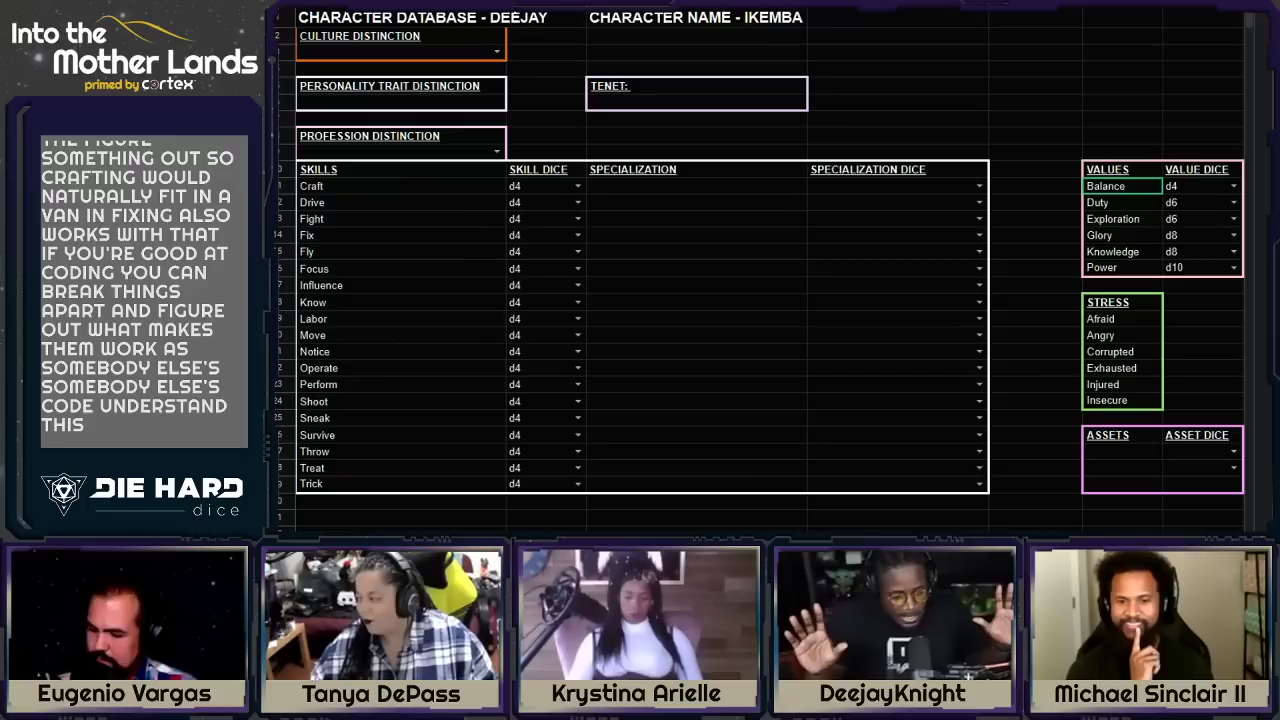 Into the
Mother Lands
primed by cortex
SOMETHING OUT SO
CRAFTING WOULD
NATURALLY FIT IN A
VAN IN FIXING ALSO
WORKS WITH THAT
IF YOU'RE GOOD AT
CODING YOU CAN
BREAK THINGS
APART AND FIGURE
OUT WHAT MAKES
THEM WORK AS
SOMEBODY ELSE'S
SOMEBODY ELSE'S
CODE UNDERSTAND
THIS
DIE HARD
dice
CHARACTER DATABASE - DEEJAY
CHARACTER NAME - IKEMBA
CULTURE DISTINCTION
PERSONALITY TRAIT DISTINCTION
TENET:
PROFESSION DISTINCTION
SKILLS SKILL DICE SPECIALIZATION SPECIALIZATION DICE
Craft d4
Drive d4
Fight d4
Fix d4
Fly d4
Focus d4
Influence d4
Know d4
Labor d4
Move d4
Notice d4
Operate d4
Perform d4
Shoot d4
Sneak d4
Survive d4
Throw d4
Treat d4
Trick d4
VALUES VALUE DICE
Balance d4
Duty d6
Exploration d6
Glory d8
Knowledge d8
Power d10
STRESS
Afraid
Angry
Corrupted
Exhausted
Injured
Insecure
ASSETS ASSET DICE
Eugenio Vargas
Tanya DePass
Krystina Arielle
DeejayKnight
Michael Sinclair II